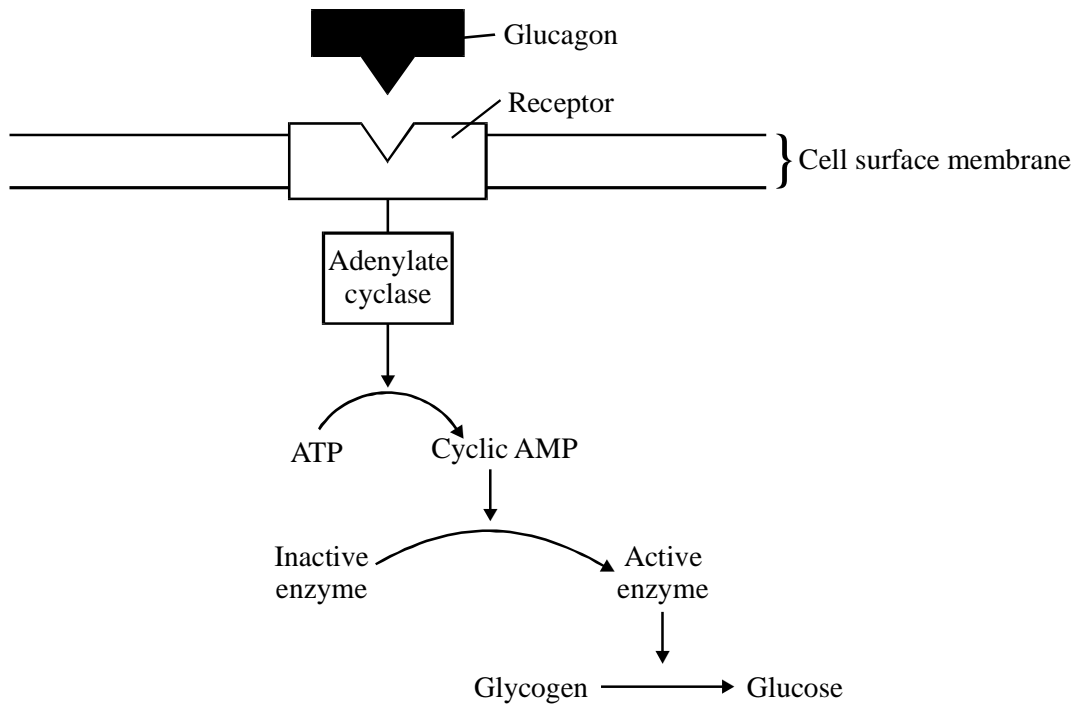 Glucagon
Receptor
Cell surface membrane
Adenylate
cyclase
ATP
Cyclic AMP
Inactive
enzyme
Active
enzyme
Glycogen
Glucose